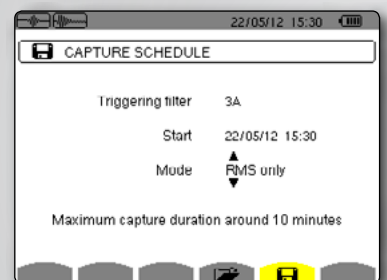 22/05/12 15:30
CAPTURE SCHEDULE
Triggering filter 3A
Start 22/05/12 15:30
Mode RMS only
Maximum capture duration around 10 minutes